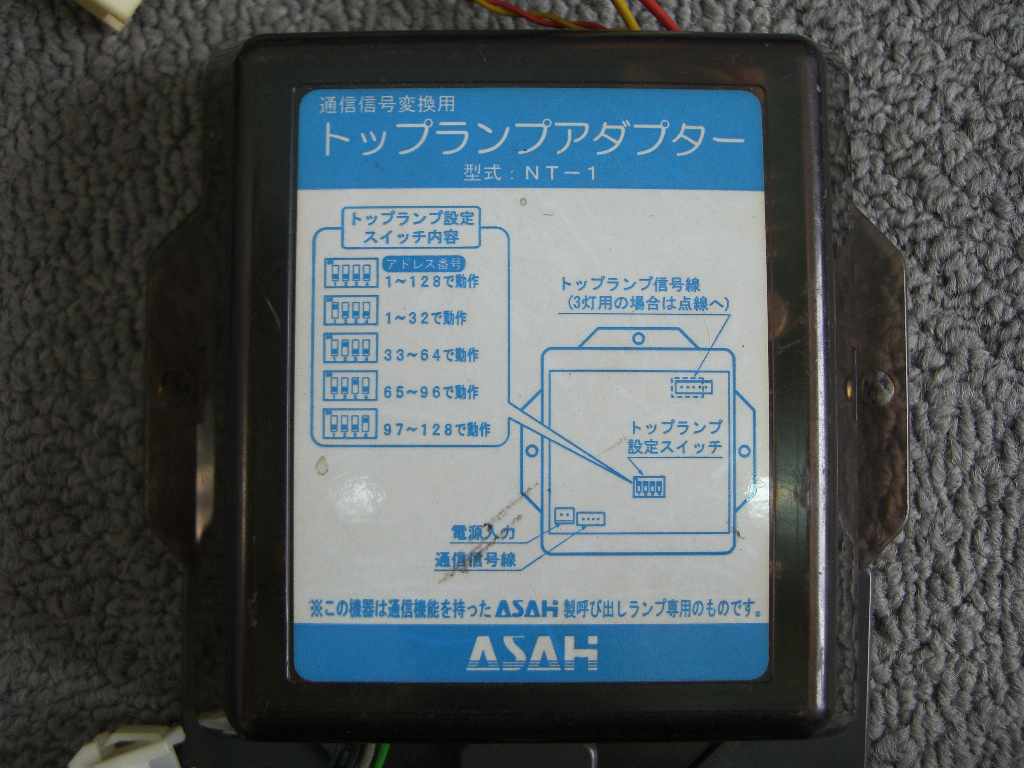 通信信号変換用
トップランプアダプター
型式：ＮＴ－１
トップランプ設定
スイッチ内容
アドレス番号
１～１２８で動作
１～３２で動作
３３～６４で動作
６５～９６で動作
９７～１２８で動作
トップランプ信号線
（3灯用の場合は点線へ）
トップランプ
設定スイッチ
電源入力
通信信号線
※この機器は通信機能を持ったASAHI製呼び出しランプ専用のものです。
ASAHI